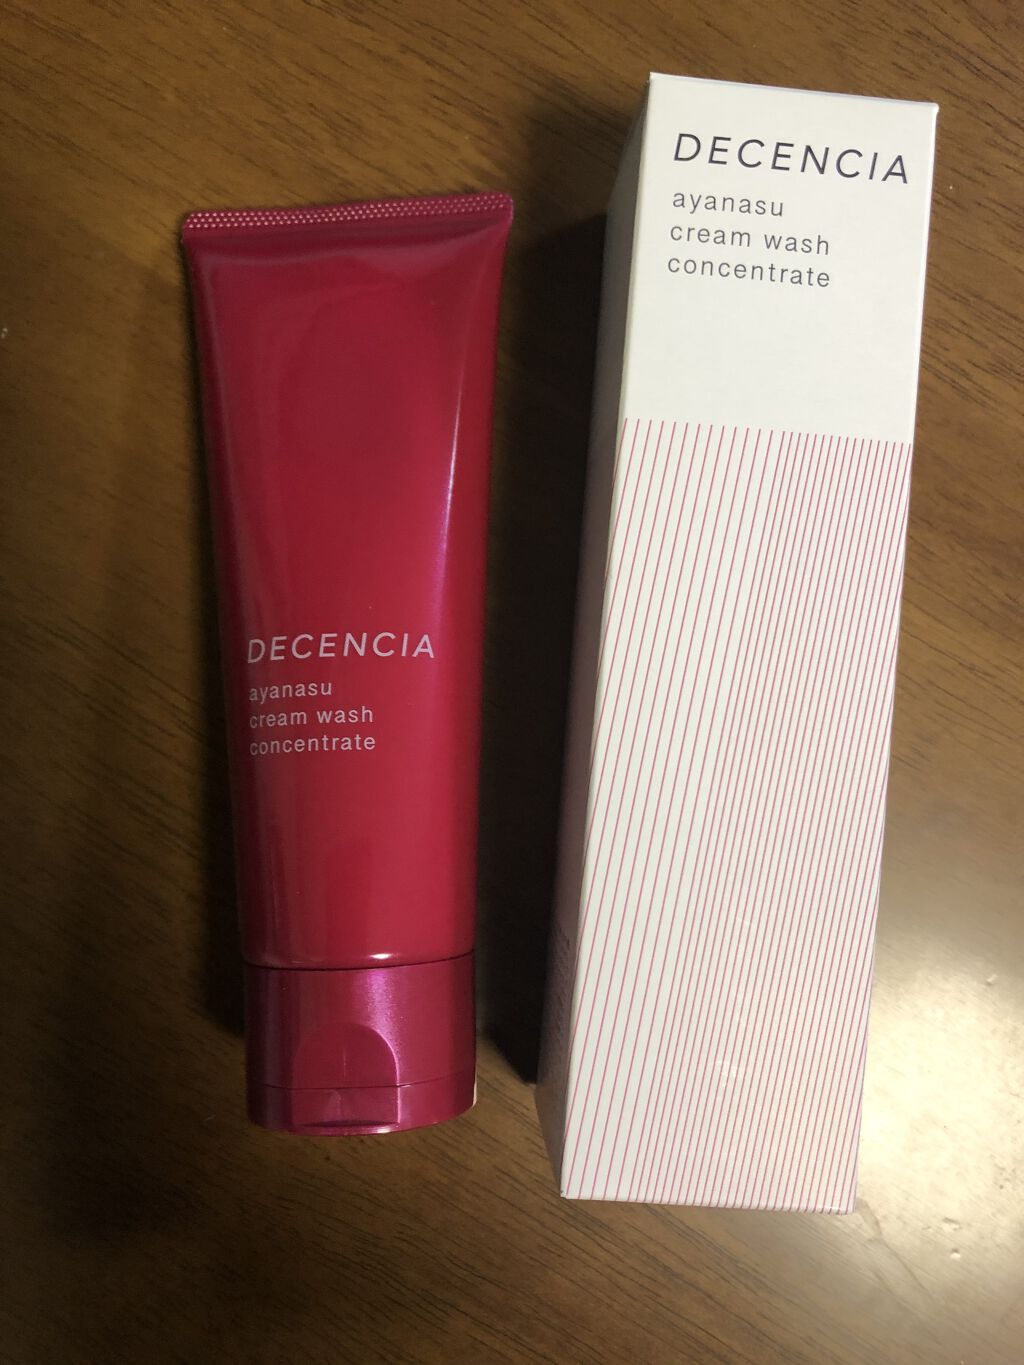 DECENCIA
ayanasu
cream wash
concentrate
DECENCIA
ayanasu
cream wash
concentrate